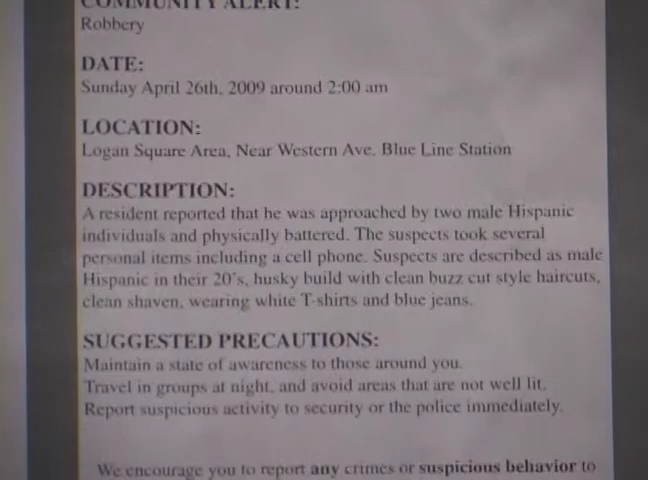 COMMUNITY ALERT:
Robbery
DATE:
Sunday April 26th, 2009 around 2:00 am
LOCATION:
Logan Square Area, Near Western Ave. Blue Line Station
DESCRIPTION:
A resident reported that he was approached by two male Hispanic
individuals and physically battered. The suspects took several
personal items including a cell phone. Suspects are described as male
Hispanic in their 20's, husky build with clean buzz cut style haircuts,
clean shaven, wearing white T-shirts and blue jeans.
SUGGESTED PRECAUTIONS:
Maintain a state of awareness to those around you.
Travel in groups at night, and avoid areas that are not well lit.
Report suspicious activity to security or the police immediately.
We encourage you to report any crimes or suspicious behavior to